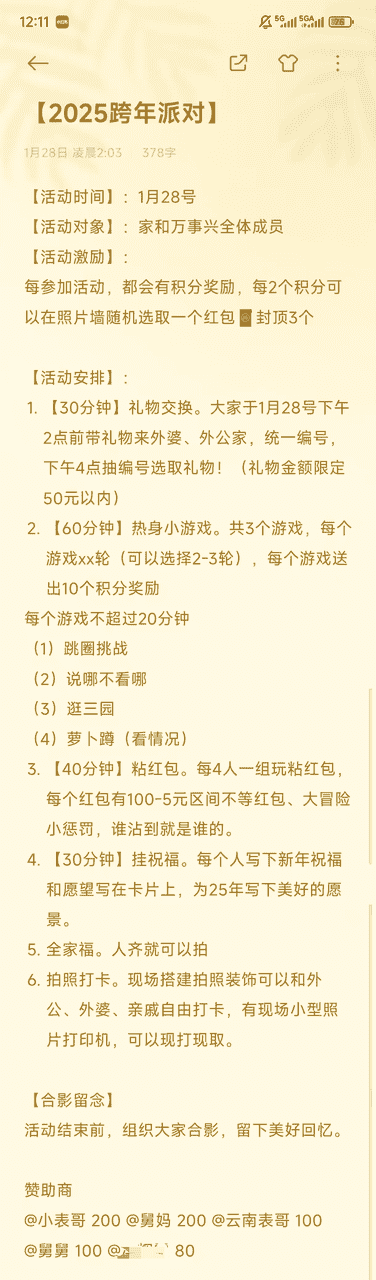 12:11
【2025跨年派对】
1月28日 凌晨2:03 378字
【活动时间】：1月28号
【活动对象】：家和万事兴全体成员
【活动激励】：
每参加活动，都会有积分奖励，每2个积分可
以在照片墙随机选取一个红包🧧封顶3个
【活动安排】：
1. 【30分钟】礼物交换。大家于1月28号下午
2点前带礼物来外婆、外公家，统一编号，
下午4点抽编号选取礼物！（礼物金额限定
50元以内）
2. 【60分钟】热身小游戏。共3个游戏，每个
游戏xx轮（可以选择2-3轮），每个游戏送
出10个积分奖励
每个游戏不超过20分钟
（1）跳圈挑战
（2）说哪不看哪
（3）逛三园
（4）萝卜蹲（看情况）
3. 【40分钟】粘红包。每4人一组玩粘红包，
每个红包有100-5元区间不等红包、大冒险
小惩罚，谁沾到就是谁的。
4. 【30分钟】挂祝福。每个人写下新年祝福
和愿望写在卡片上，为25年写下美好的愿
景。
5. 全家福。人齐就可以拍
6. 拍照打卡。现场搭建拍照装饰可以和外
公、外婆、亲戚自由打卡，有现场小型照
片打印机，可以现打现取。
【合影留念】
活动结束前，组织大家合影，留下美好回忆。
赞助商
@小表哥 200 @舅妈 200 @云南表哥 100
@舅舅 100 @ 80